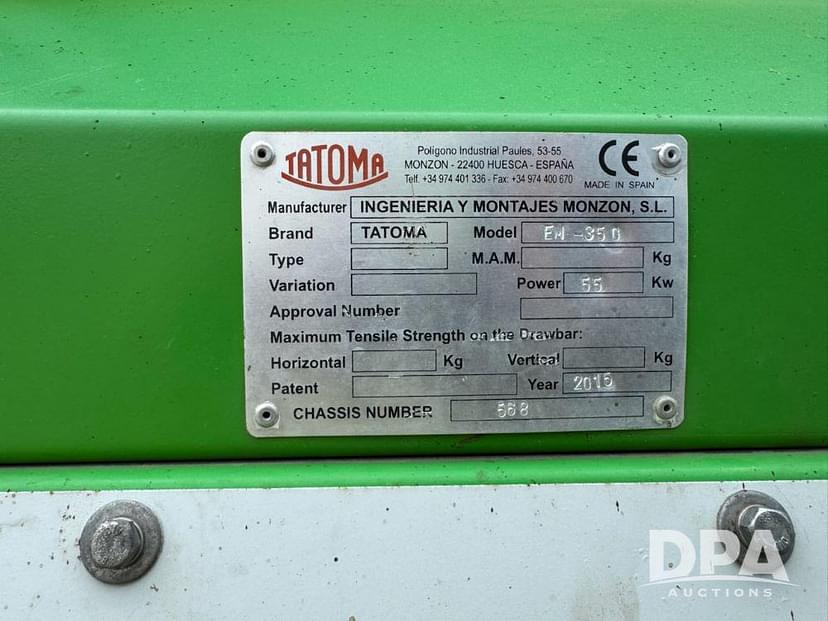 TATOMA
Polígono Industrial Paules, 53-55
MONZON - 22400 HUESCA - ESPAÑA
Telf. +34 974 401 336 - Fax: +34 974 400 670
CE
MADE IN SPAIN
Manufacturer INGENIERIA Y MONTAJES MONZON, S.L.
Brand TATOMA Model EM-350
Type M.A.M. Kg
Variation Power 55 Kw
Approval Number
Maximum Tensile Strength on the Drawbar:
Horizontal Kg Vertical Kg
Patent Year 2015
CHASSIS NUMBER 568
DPA
AUCTIONS